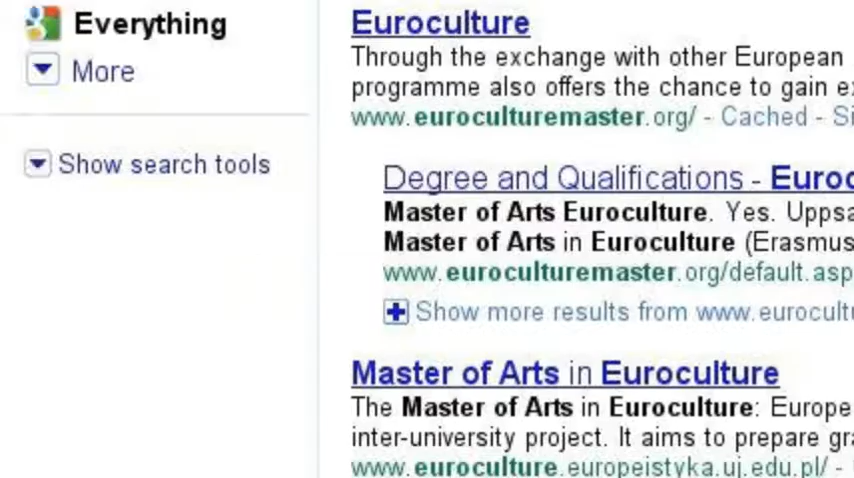 Everything
More
Show search tools
Euroculture
Through the exchange with other European
programme also offers the chance to gain
www.euroculturemaster.org/ - Cached -
Degree and Qualifications -
Master of Arts Euroculture. Yes.
Master of Arts in Euroculture (Erasmus
www.euroculturemaster.org/default.asp
Show more results from
Master of Arts in Euroculture
The Master of Arts in Euroculture: Europe
inter-university project. It aims to prepare
www.euroculture.europeistyka.uj.edu.pl/ -